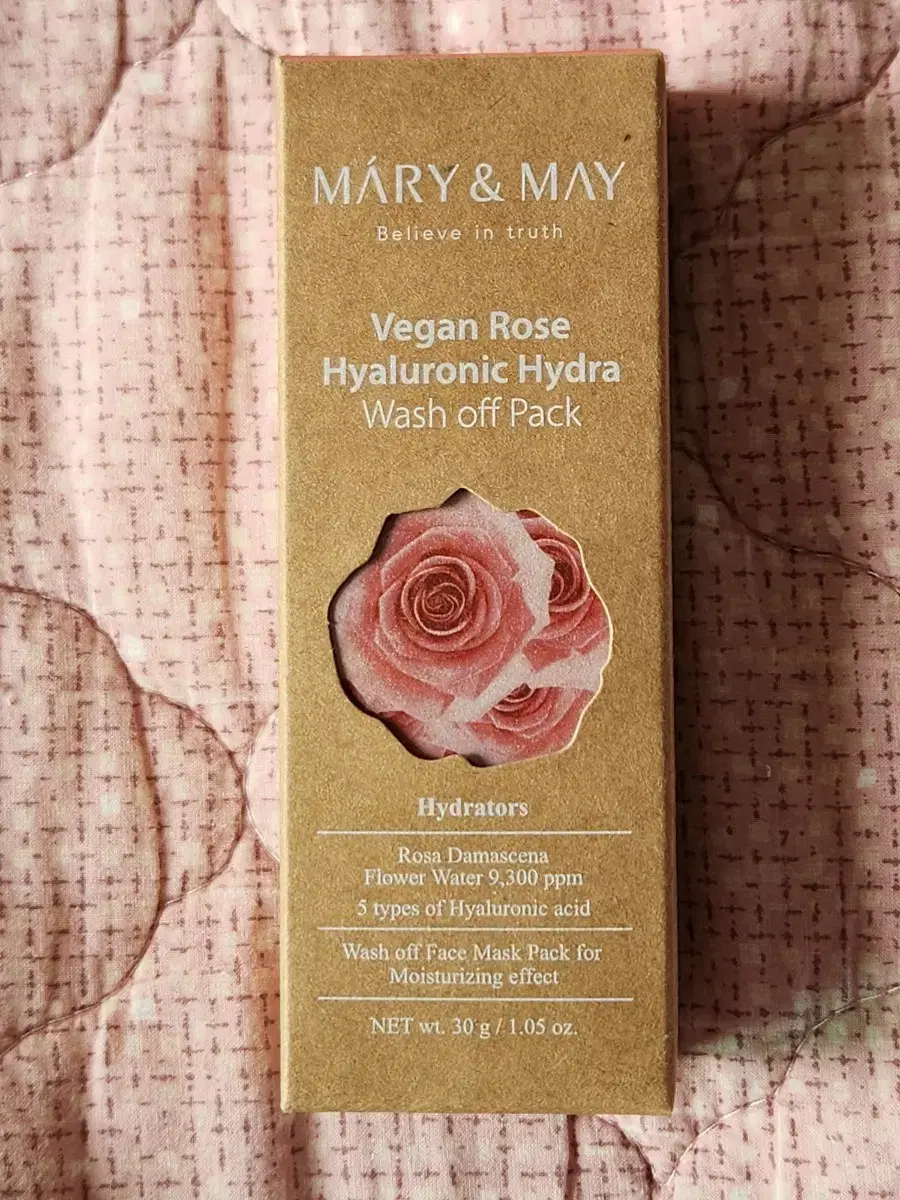 MÁRY & MAY
Believe in truth
Vegan Rose
Hyaluronic Hydra
Wash off Pack
Hydrators
Rosa Damascena
Flower Water 9,300 ppm
5 types of Hyaluronic acid
Wash off Face Mask Pack for
Moisturizing effect
NET wt. 30 g / 1.05 oz.